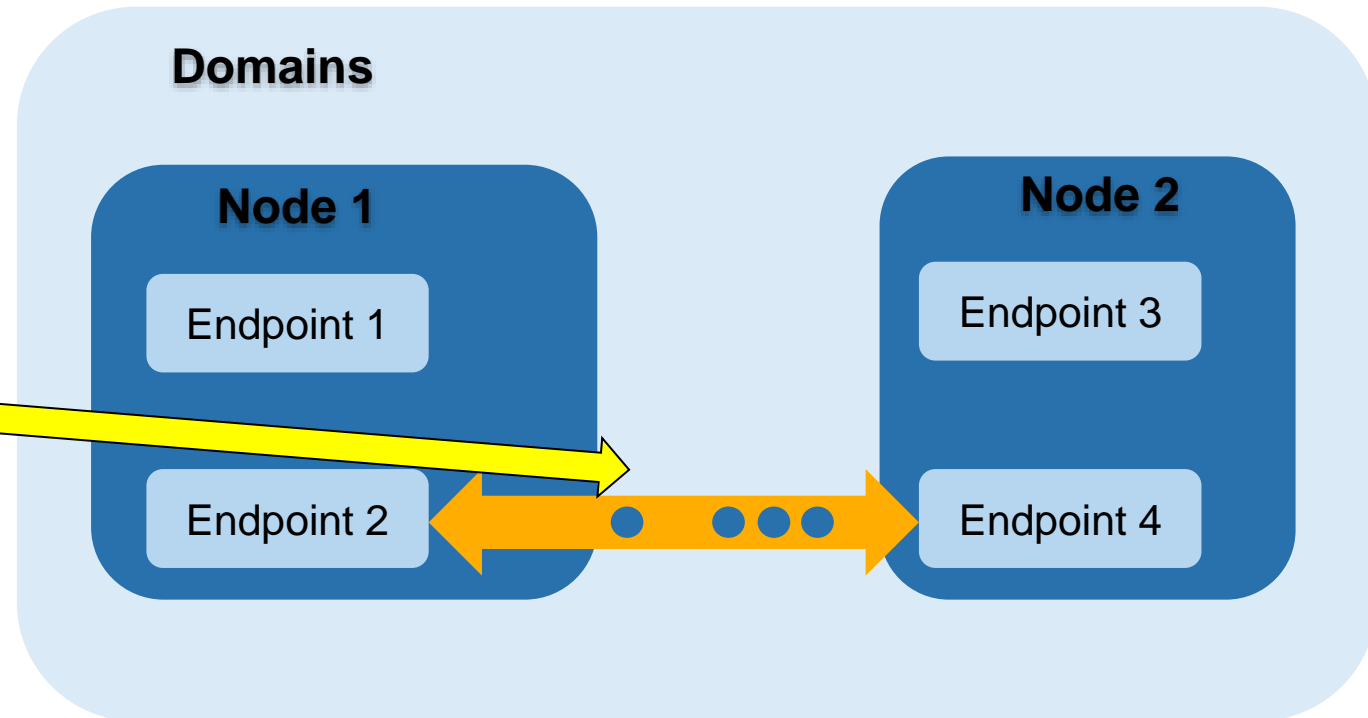 Domains
Node 1
Node 2
Endpoint 1
Endpoint 3
Endpoint 2
Endpoint 4